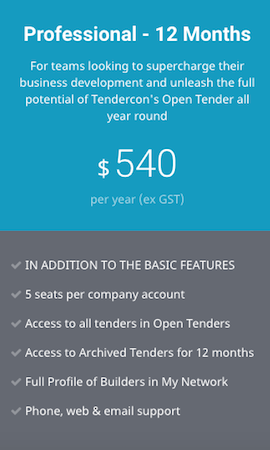 Professional - 12 Months
For teams looking to supercharge their
business development and unleash the full
potential of Tendercon's Open Tender all
year round
$ 540
per year (ex GST)
IN ADDITION TO THE BASIC FEATURES
5 seats per company account
Access to all tenders in Open Tenders
Access to Archived Tenders for 12 months
Full Profile of Builders in My Network
Phone, web & email support